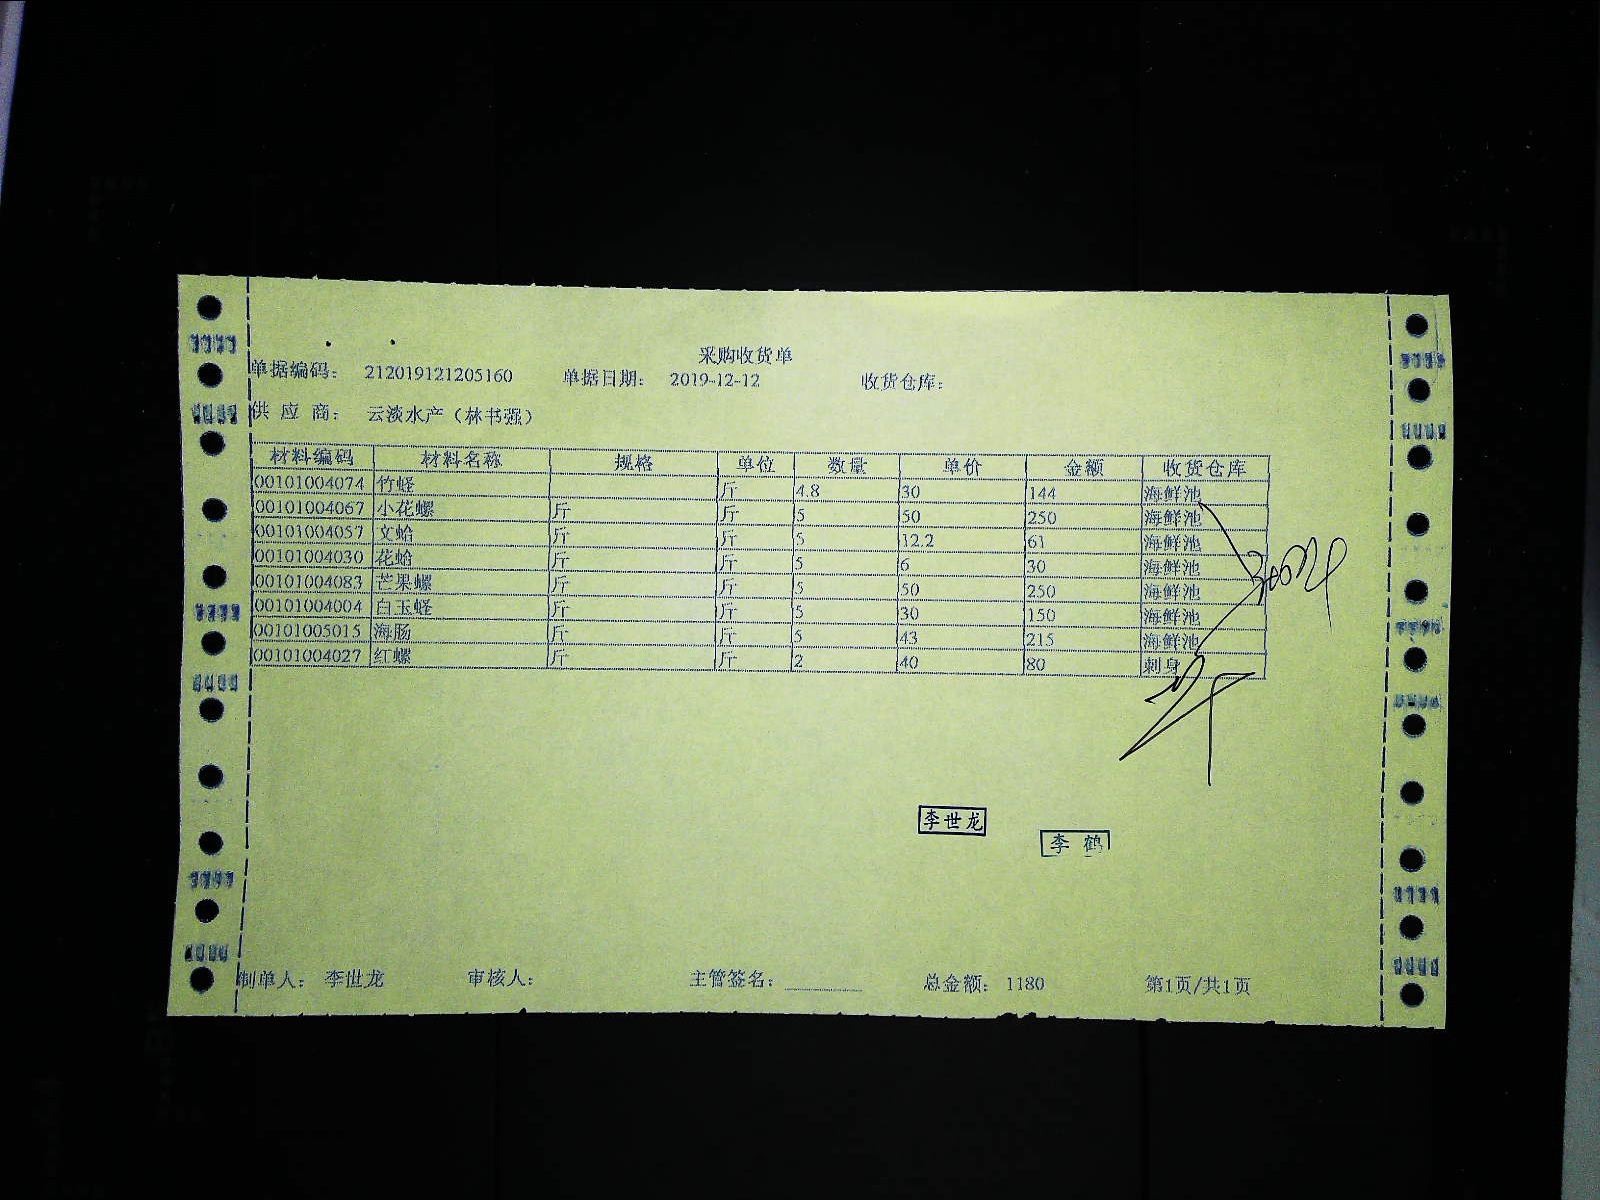 采购收货单
单据编码： 212019121205160 单据日期： 2019-12-12 收货仓库：
供 应 商： 云淡水产（林书强）
材料编码 材料名称 规格 单位 数量 单价 金额 收货仓库
00101004074 竹蛏 斤 4.8 30 144 海鲜池
00101004067 小花螺 斤 斤 5 50 250 海鲜池
00101004057 文蛤 斤 斤 5 12.2 61 海鲜池
00101004030 花蛤 斤 斤 5 6 30 海鲜池
00101004083 芒果螺 斤 斤 5 50 250 海鲜池
00101004004 白玉蛏 斤 斤 5 30 150 海鲜池
00101005015 海肠 斤 斤 5 43 215 海鲜池
00101004027 红螺 斤 斤 2 40 80 刺身
李世龙
李 鹤
制单人： 李世龙 审核人： 主管签名： 总金额： 1180 第1页/共1页